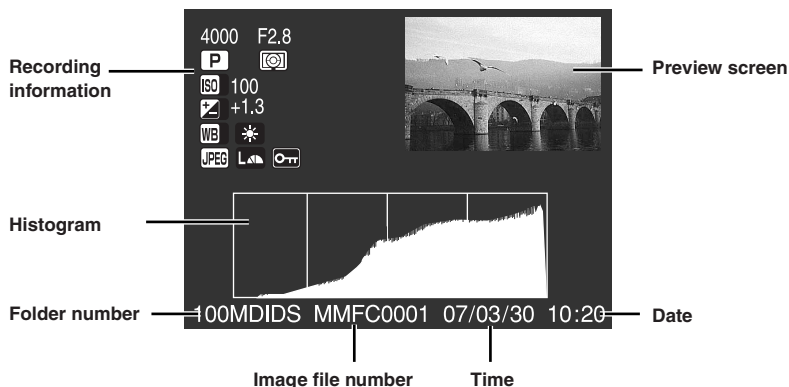 4000 F2.8
P
Recording information
Preview screen
ISO 100
+1.3
WB
JPEG L
Histogram
Folder number
100MDIDS MMFC0001 07/03/30 10:20
Date
Image file number
Time